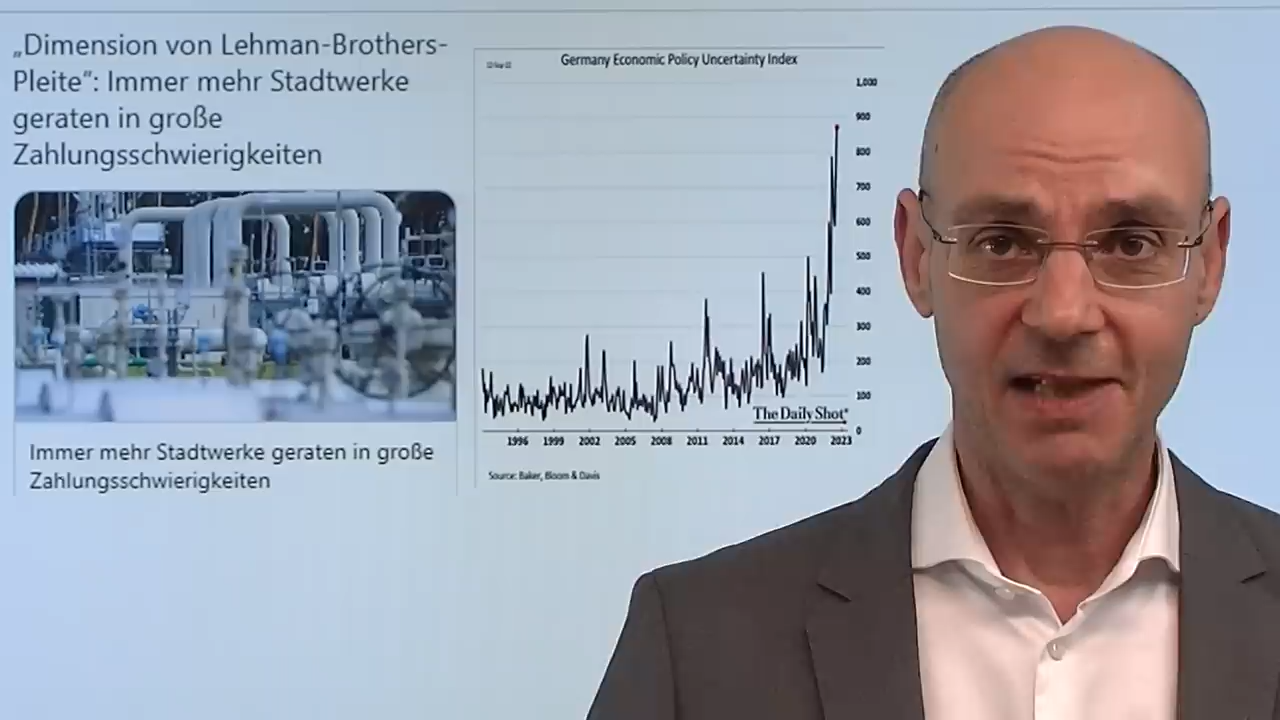 „Dimension von Lehman-Brothers-
Pleite“: Immer mehr Stadtwerke
geraten in große
Zahlungsschwierigkeiten
Immer mehr Stadtwerke geraten in große
Zahlungsschwierigkeiten
Germany Economic Policy Uncertainty Index
1,000
900
800
700
600
500
400
300
200
100
0
The Daily Shot®
1996 1999 2002 2005 2008 2011 2014 2017 2020 2023
Source: Baker, Bloom & Davis